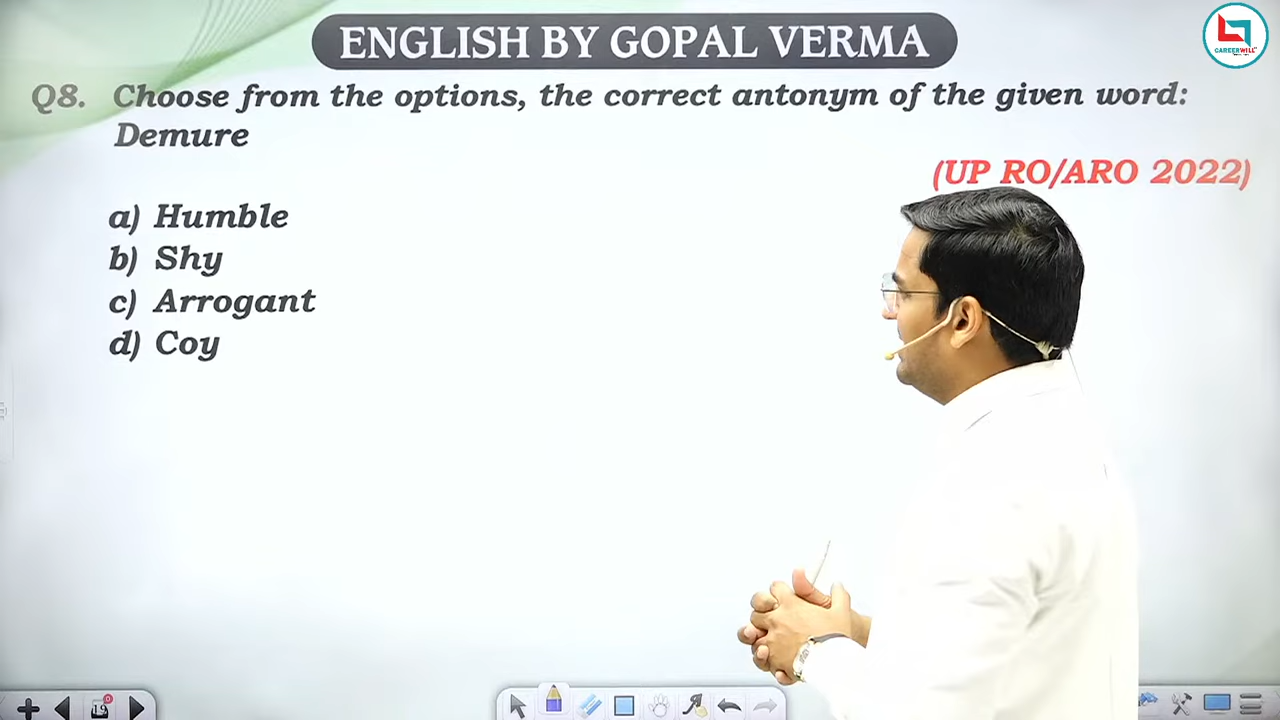 ENGLISH BY GOPAL VERMA
CAREERWILL
Q8. Choose from the options, the correct antonym of the given word:
Demure
(UP RO/ARO 2022)
a) Humble
b) Shy
c) Arrogant
d) Coy